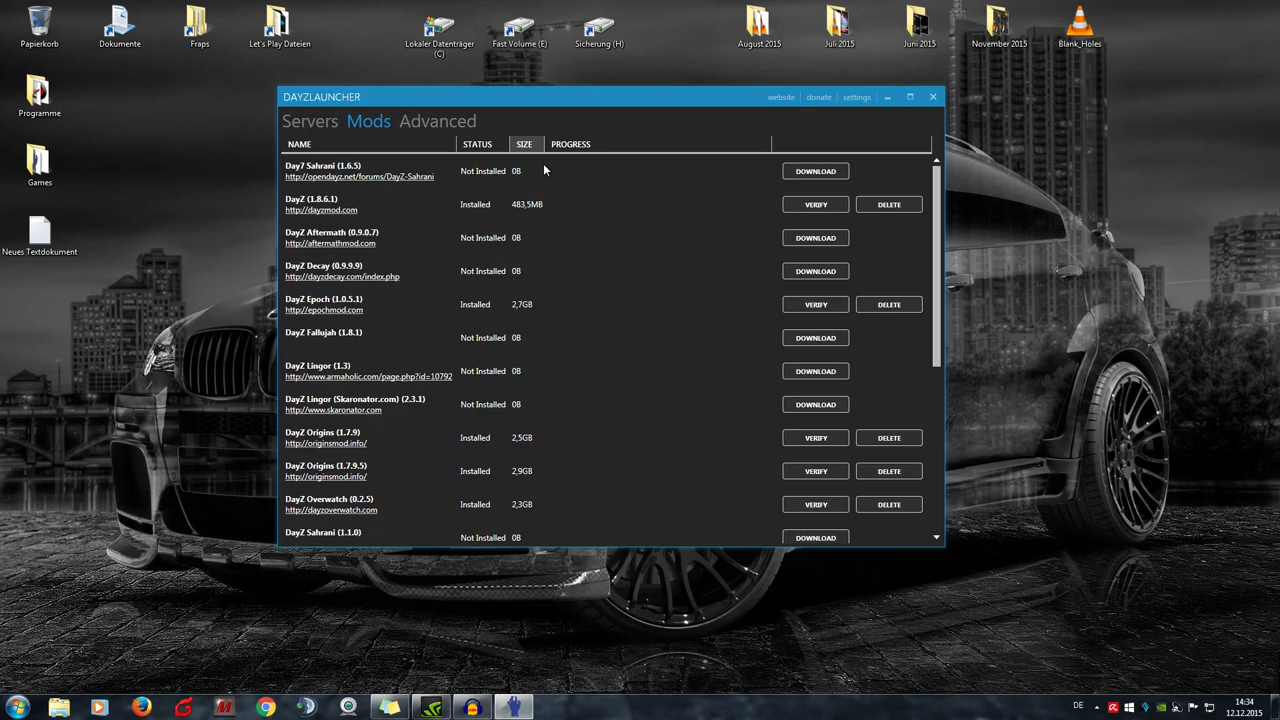 Papierkorb
Dokumente
Fraps
Let's Play Dateien
Lokaler Datenträger (C)
Fast Volume (E)
Sicherung (H)
August 2015
Juli 2015
Juni 2015
November 2015
Blank_Holes
Programme
Games
Neues Textdokument
DAYZLAUNCHER
website
donate
settings
Servers Mods Advanced
NAME STATUS SIZE PROGRESS
Day7 Sahrani (1.6.5)
http://opendayz.net/forums/DayZ-Sahrani
Not Installed 0B DOWNLOAD
DayZ (1.8.6.1)
http://dayzmod.com
Installed 483,5MB VERIFY DELETE
DayZ Aftermath (0.9.0.7)
http://aftermathmod.com
Not Installed 0B DOWNLOAD
DayZ Decay (0.9.9.9)
http://dayzdecay.com/index.php
Not Installed 0B DOWNLOAD
DayZ Epoch (1.0.5.1)
http://epochmod.com
Installed 2,7GB VERIFY DELETE
DayZ Fallujah (1.8.1)
Not Installed 0B DOWNLOAD
DayZ Lingor (1.3)
http://www.armaholic.com/page.php?id=10792
Not Installed 0B DOWNLOAD
DayZ Lingor (Skaronator.com) (2.3.1)
http://www.skaronator.com
Not Installed 0B DOWNLOAD
DayZ Origins (1.7.9)
http://originsmod.info/
Installed 2,5GB VERIFY DELETE
DayZ Origins (1.7.9.5)
http://originsmod.info/
Installed 2,9GB VERIFY DELETE
DayZ Overwatch (0.2.5)
http://dayzoverwatch.com
Installed 2,3GB VERIFY DELETE
DayZ Sahrani (1.1.0)
Not Installed 0B DOWNLOAD
DE
14:34
12.12.2015